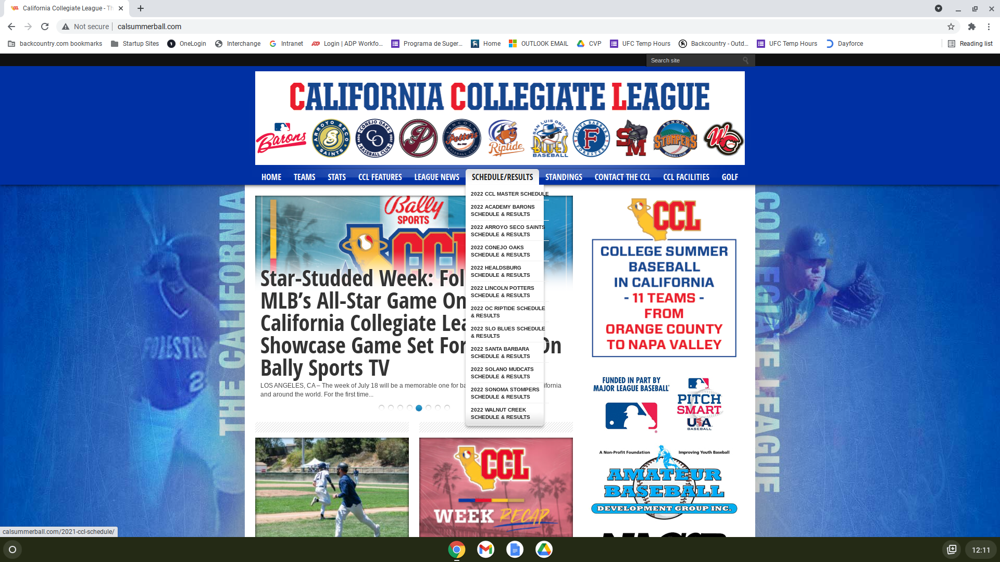 California Collegiate League - Th
Not secure
calsummerball.com
backcountry.com bookmarks
Startup Sites
OneLogin
Interchange
Intranet
Login | ADP Workfo...
Programa de Suger...
Home
OUTLOOK EMAIL
CVP
UFC Temp Hours
Backcountry - Outd...
UFC Temp Hours
Dayforce
Reading list
Search site
CALIFORNIA COLLEGIATE LEAGUE
Barons
ARROYO SECO
SAINTS
CONEJO OAKS
BASEBALL CLUB
LINCOLN
Potters
BASEBALL CLUB
Riptide
SAN LUIS OBISPO
BLUES
BASEBALL
SANTA BARBARA
F
FORESTERS
SM
SONOMA
STOMPERS
BASEBALL CLUB
WC
HOME
TEAMS
STATS
CCL FEATURES
LEAGUE NEWS
SCHEDULE/RESULTS
STANDINGS
CONTACT THE CCL
CCL FACILITIES
GOLF
2022 CCL MASTER SCHEDULE
2022 ACADEMY BARONS
SCHEDULE & RESULTS
2022 ARROYO SECO SAINTS
SCHEDULE & RESULTS
2022 CONEJO OAKS
SCHEDULE & RESULTS
2022 HEALDSBURG
SCHEDULE & RESULTS
2022 LINCOLN POTTERS
SCHEDULE & RESULTS
2022 OC RIPTIDE SCHEDULE
& RESULTS
2022 SLO BLUES SCHEDULE
& RESULTS
2022 SANTA BARBARA
SCHEDULE & RESULTS
2022 SOLANO MUDCATS
SCHEDULE & RESULTS
2022 SONOMA STOMPERS
SCHEDULE & RESULTS
2022 WALNUT CREEK
SCHEDULE & RESULTS
Bally
SPORTS
CCL
Star-Studded Week: Fol
MLB's All-Star Game On
California Collegiate Lea
Showcase Game Set For On
Bally Sports TV
LOS ANGELES, CA – The week of July 18 will be a memorable one for ba ifornia
and around the world. For the first time...
CCL
WEEK RECAP
CCL
COLLEGE SUMMER
BASEBALL
IN CALIFORNIA
- 11 TEAMS -
FROM
ORANGE COUNTY
TO NAPA VALLEY
FUNDED IN PART BY
MAJOR LEAGUE BASEBALL
PITCH
SMART
USA
BASEBALL
A Non-Profit Foundation
Improving Youth Baseball
AMATEUR
BASEBALL
DEVELOPMENT GROUP INC.
THE CALIFORNIA
COLLEGIATE LEAGUE
calsummerball.com/2021-ccl-schedule/
12:11